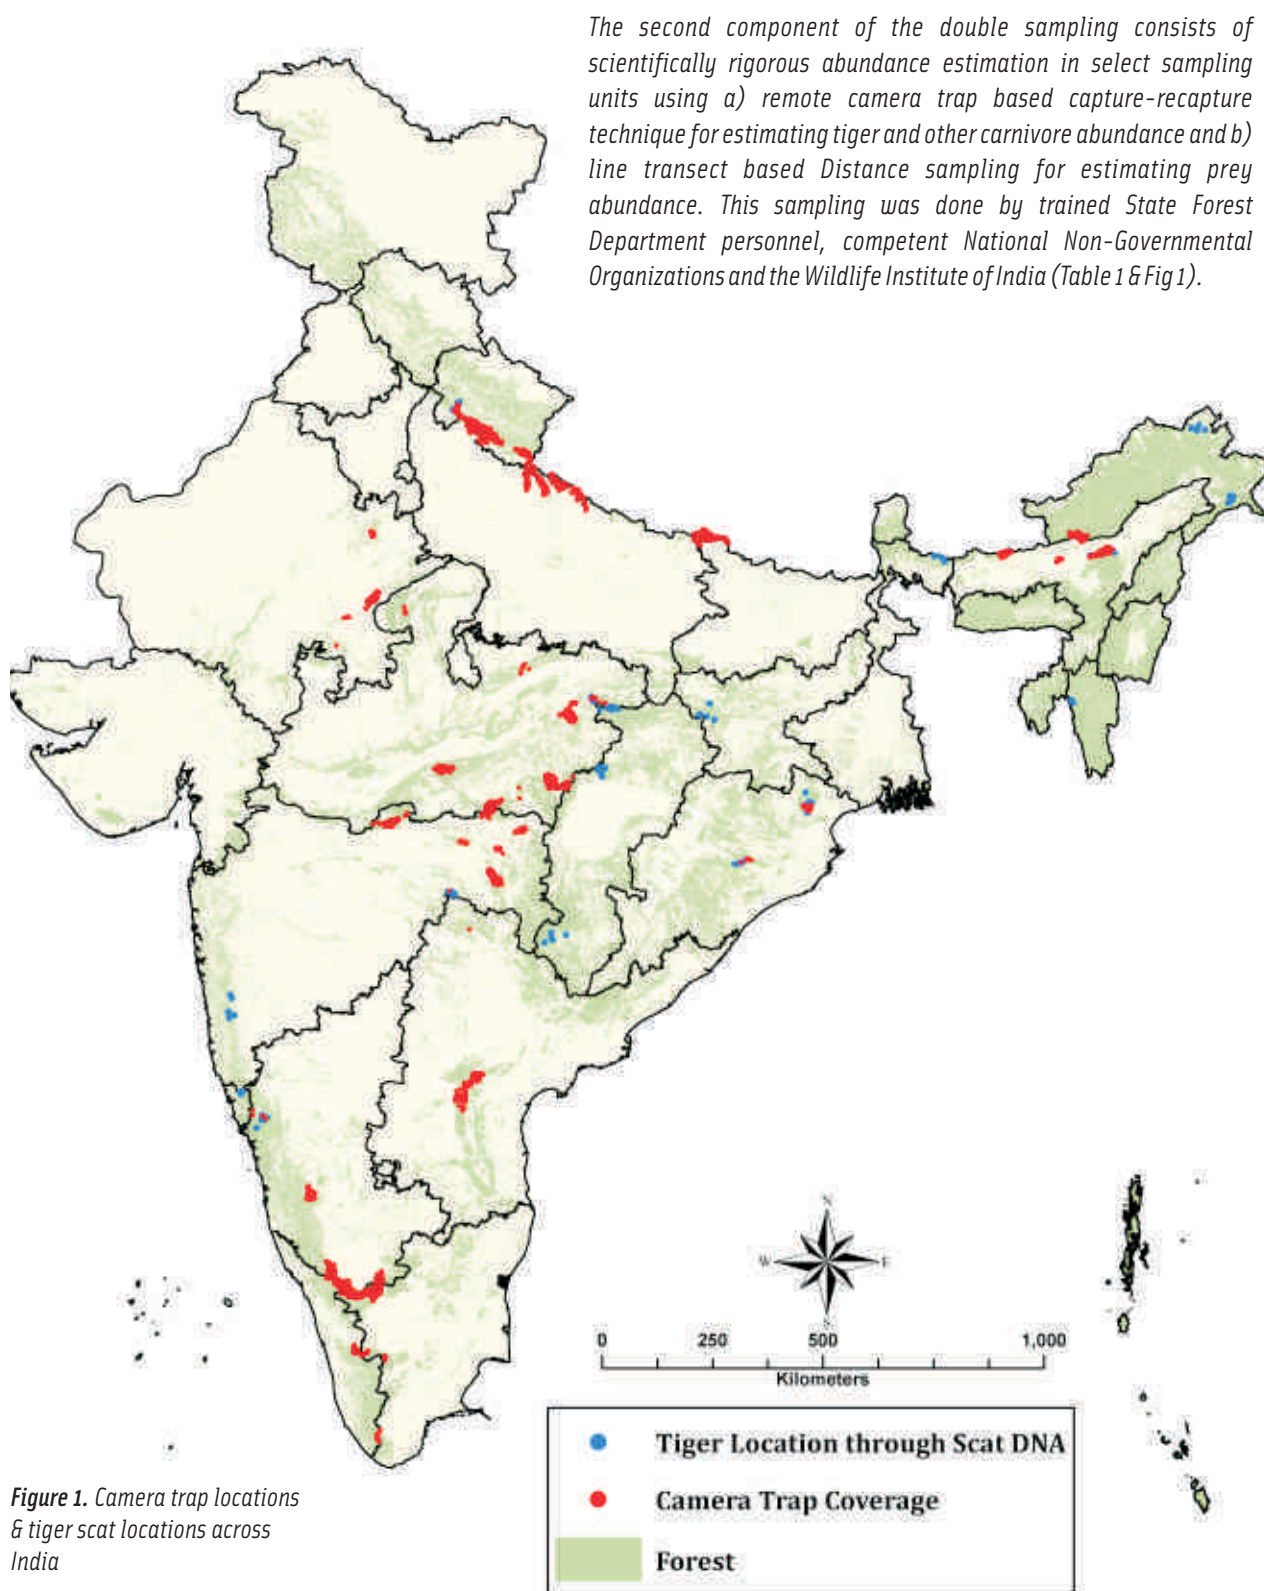 The second component of the double sampling consists of
scientifically rigorous abundance estimation in select sampling
units using a) remote camera trap based capture-recapture
technique for estimating tiger and other carnivore abundance and b)
line transect based Distance sampling for estimating prey
abundance. This sampling was done by trained State Forest
Department personnel, competent National Non-Governmental
Organizations and the Wildlife Institute of India (Table 1 & Fig 1).
N
W E
0 250 500 1,000
Kilometers
Tiger Location through Scat DNA
Camera Trap Coverage
Forest
Figure 1. Camera trap locations
& tiger scat locations across
India